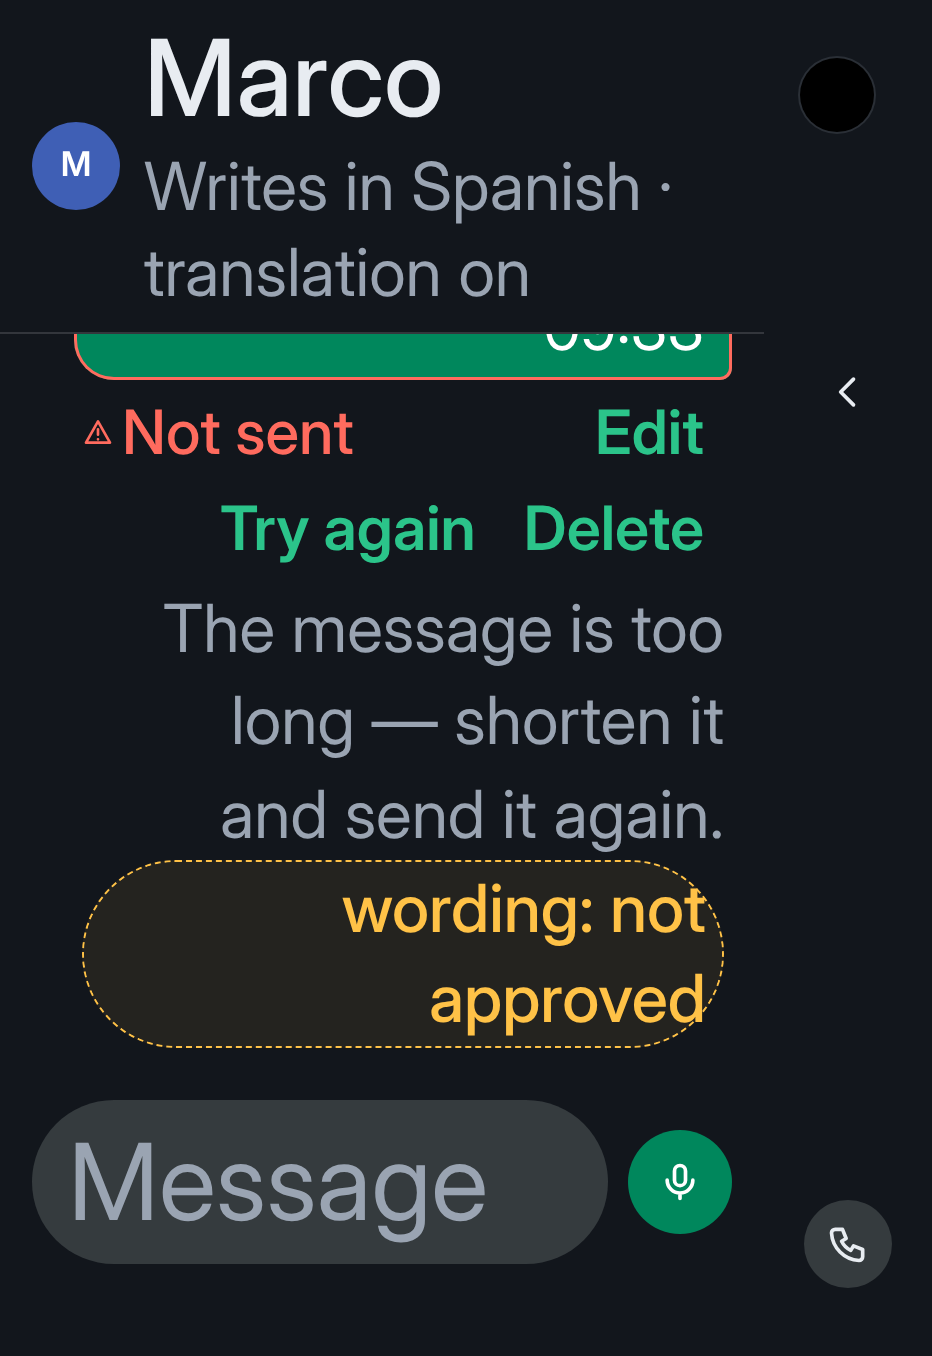 Marco
M
Writes in Spanish ·
translation on
Not sent
Edit
Try again
Delete
The message is too
long — shorten it
and send it again.
wording: not
approved
Message